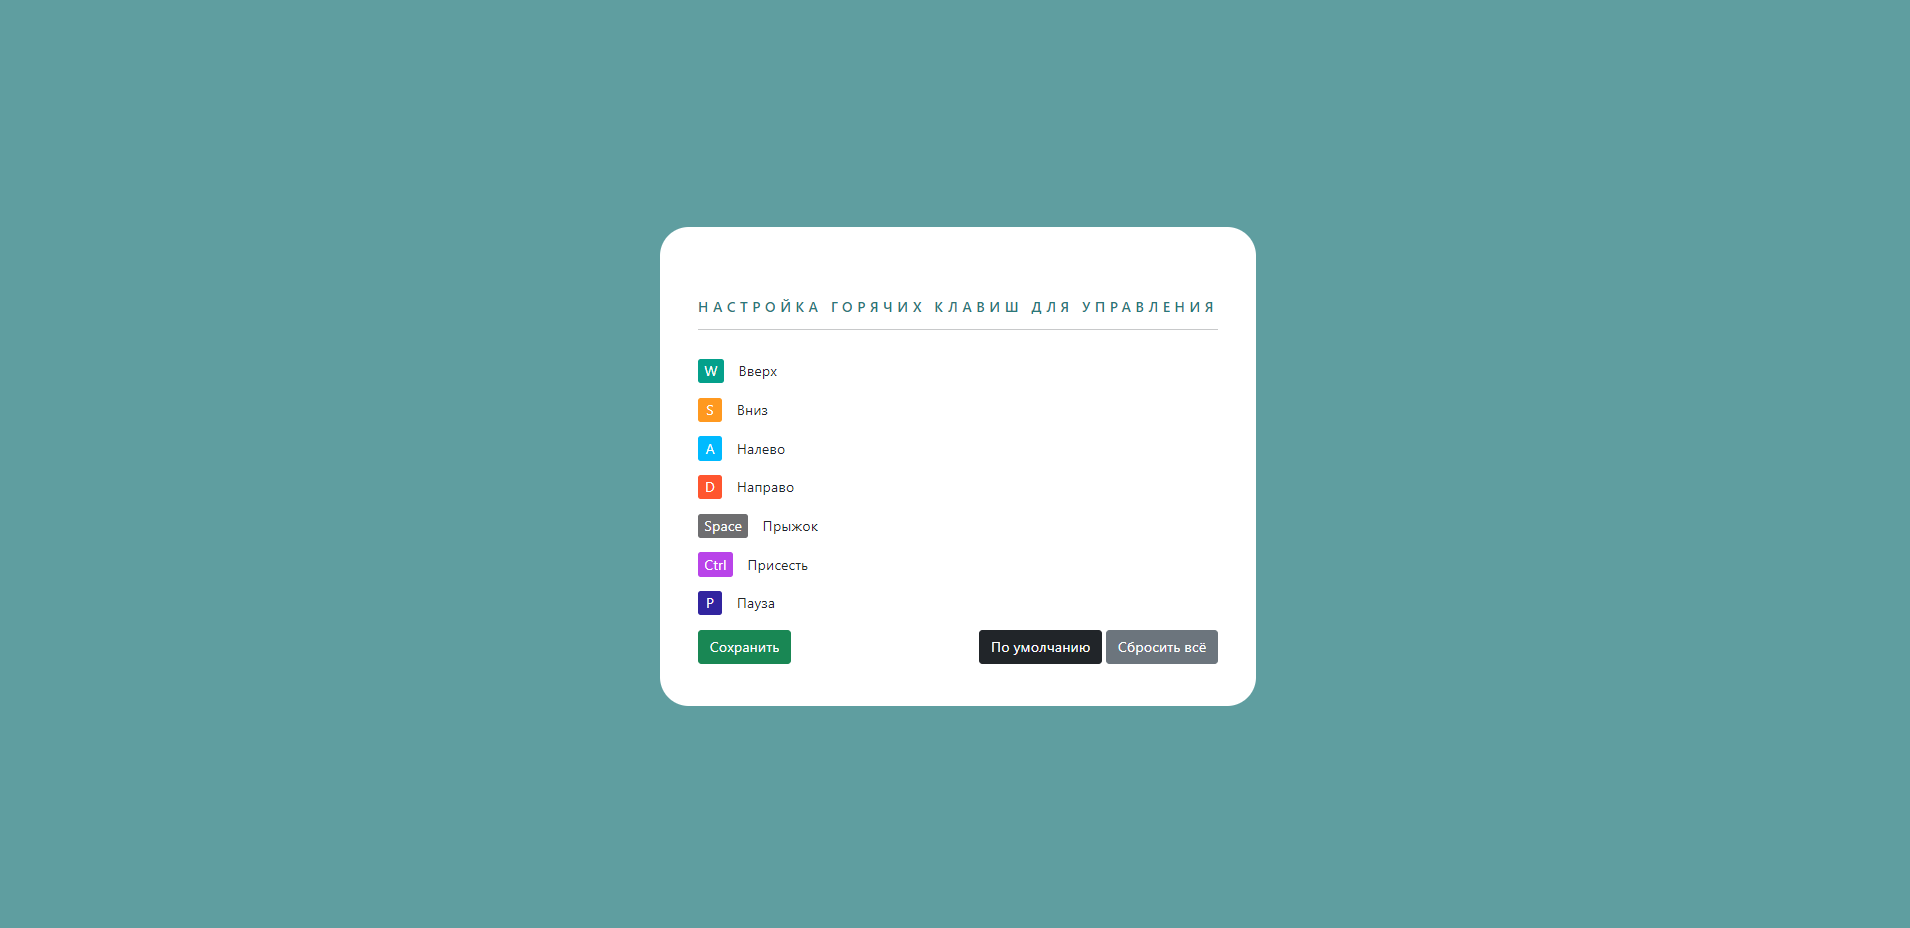 НАСТРОЙКА ГОРЯЧИХ КЛАВИШ ДЛЯ УПРАВЛЕНИЯ
W Вверх
S Вниз
A Налево
D Направо
Space Прыжок
Ctrl Присесть
P Пауза
Сохранить По умолчанию Сбросить всё